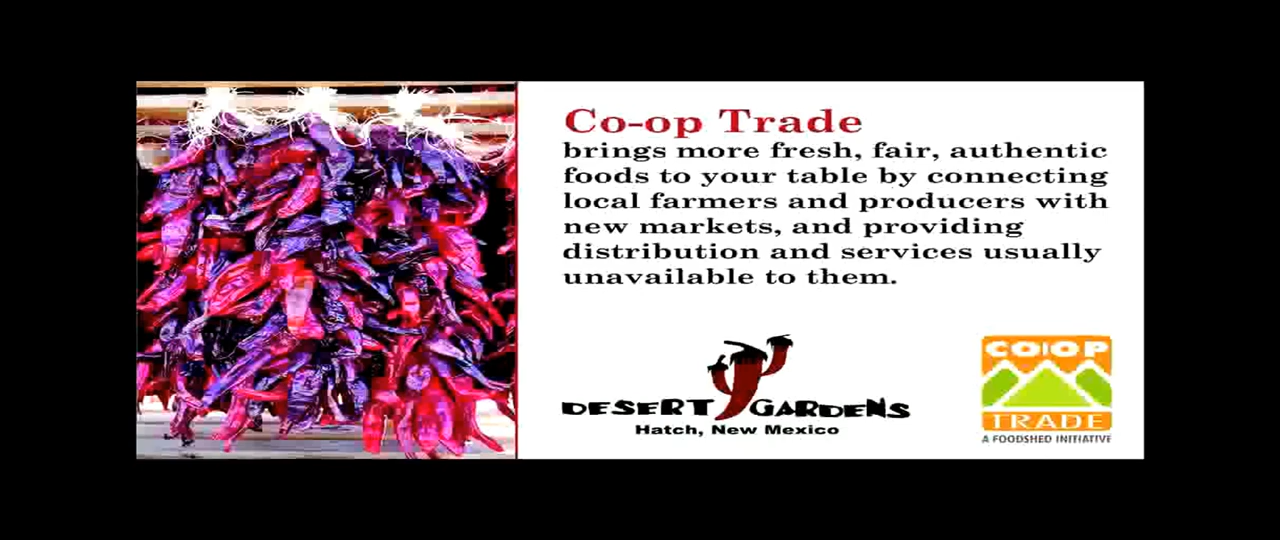 Co-op Trade
brings more fresh, fair, authentic
foods to your table by connecting
local farmers and producers with
new markets, and providing
distribution and services usually
unavailable to them.
DESERT GARDENS
Hatch, New Mexico
CO•OP
TRADE
A FOODSHED INITIATIVE